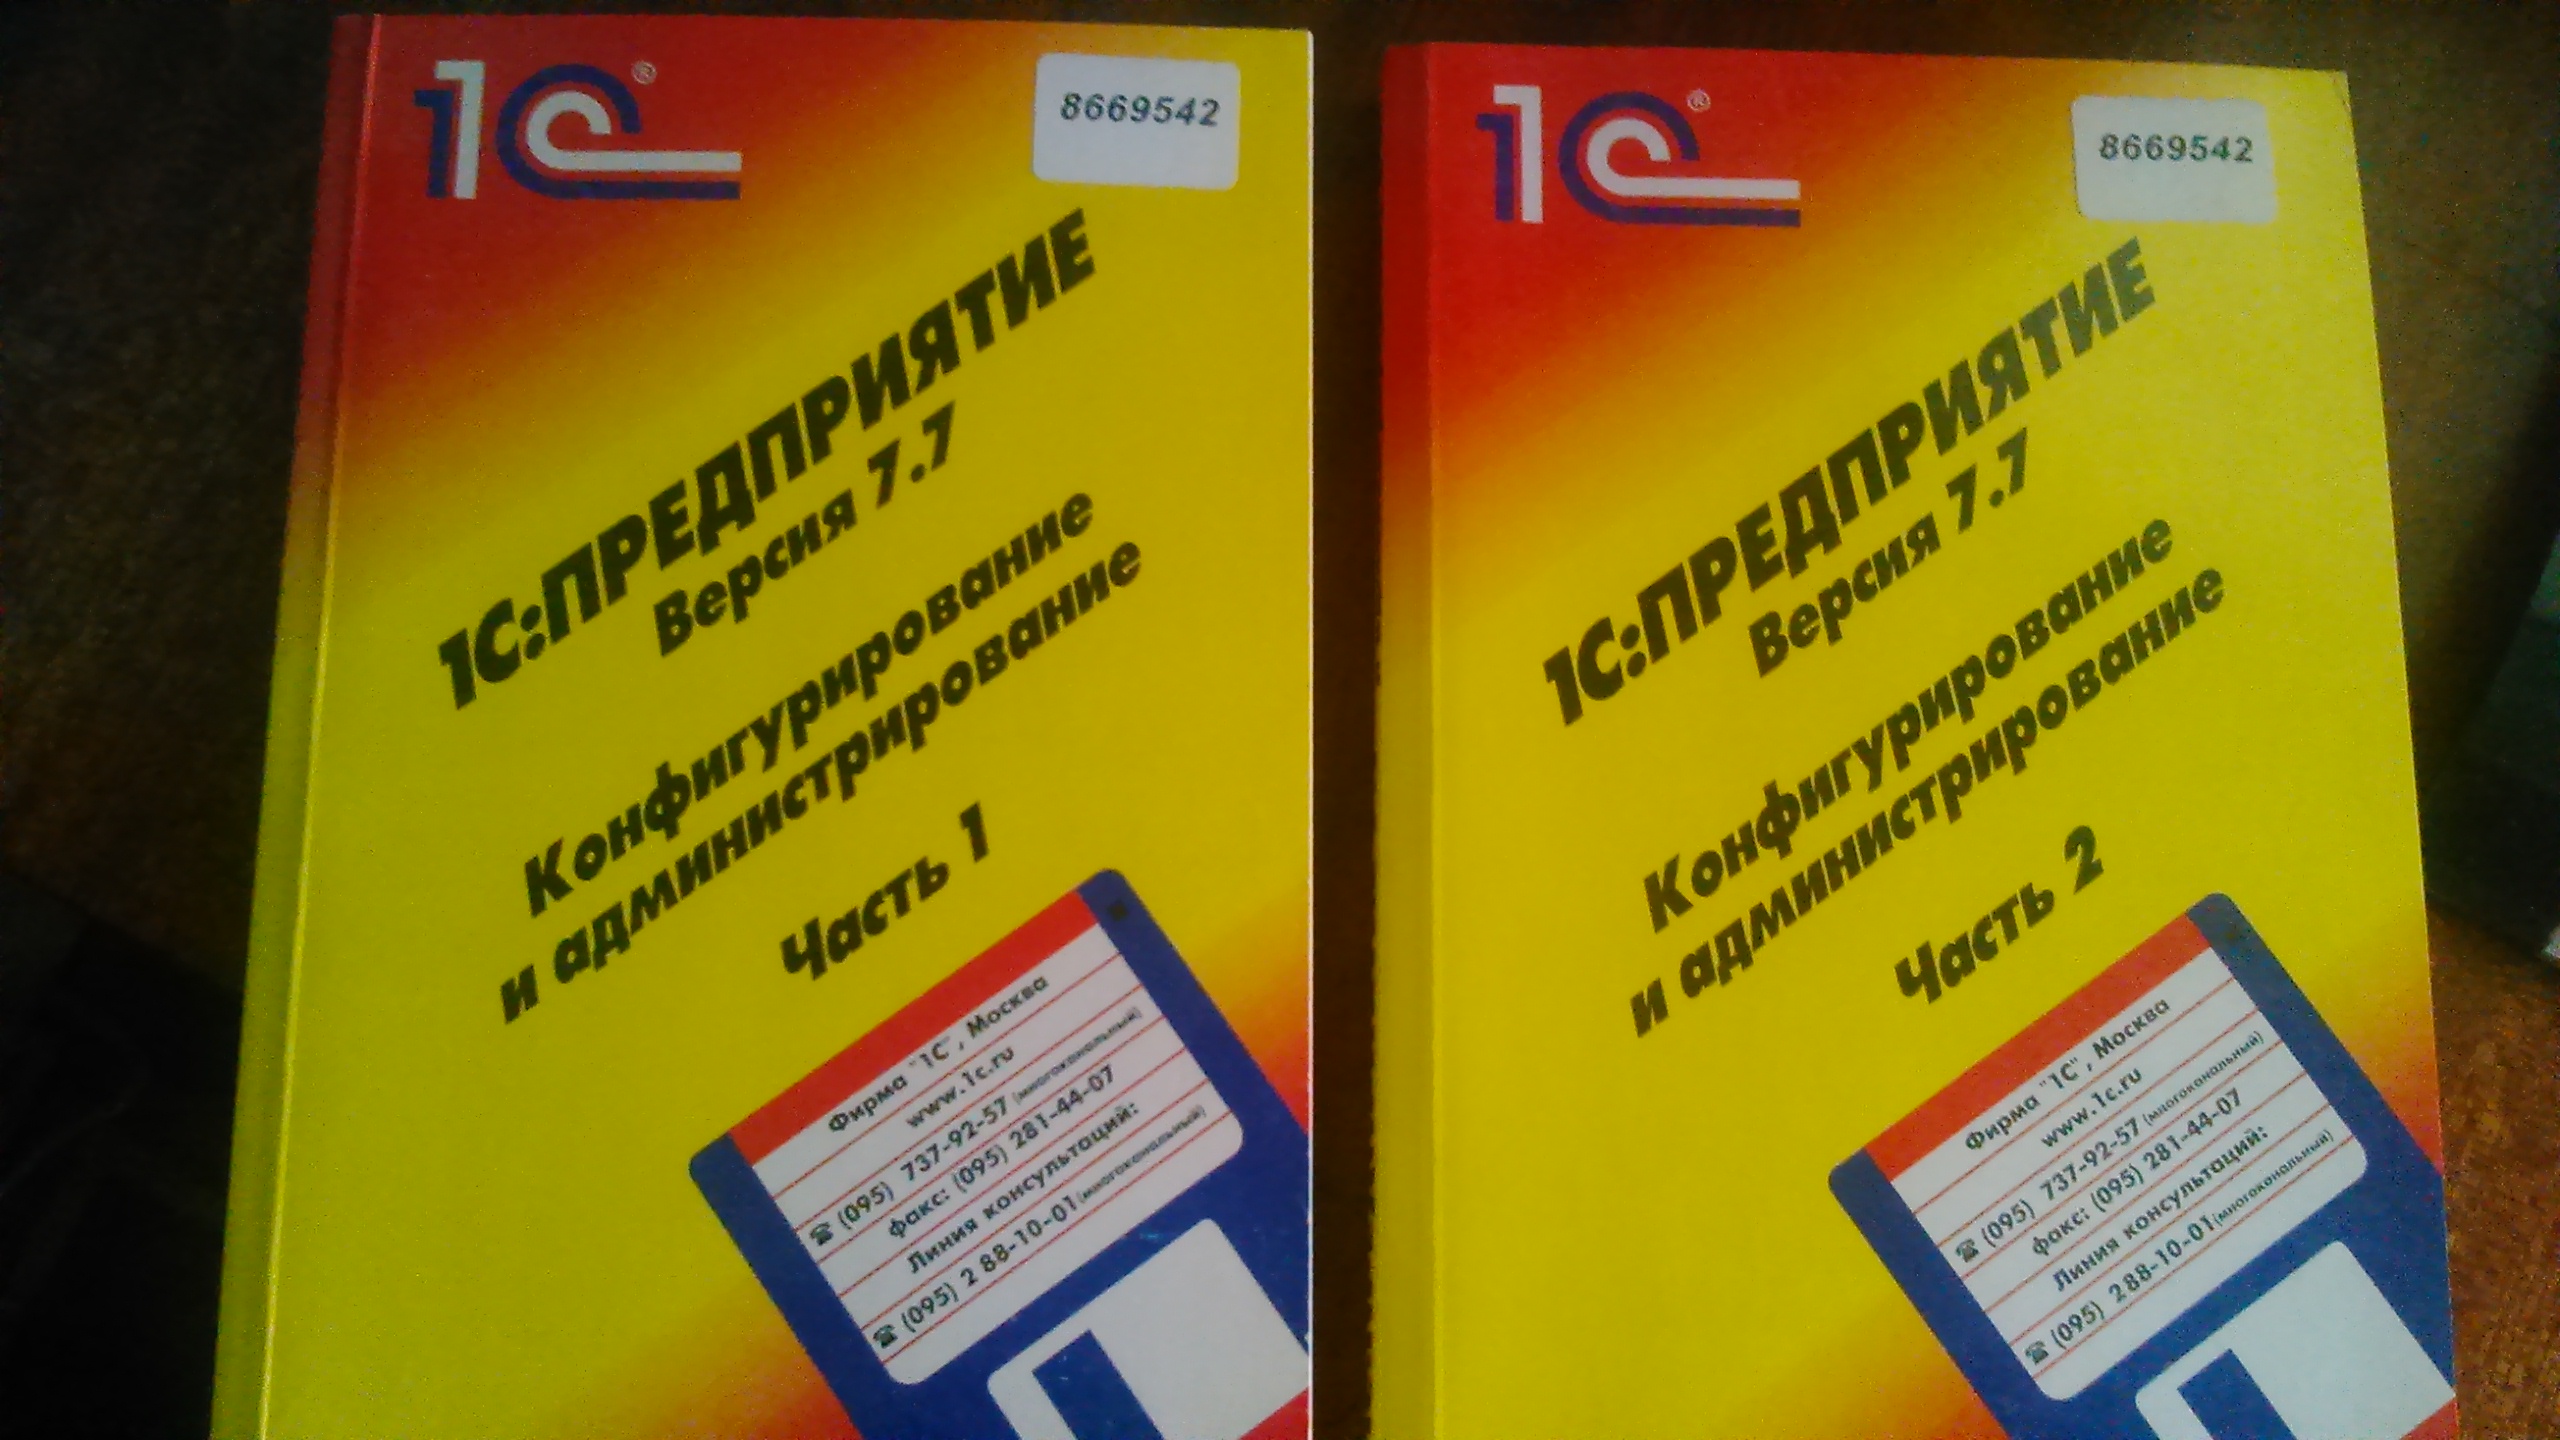 1С®
8669542
1С:ПРЕДПРИЯТИЕ
Версия 7.7
Конфигурирование
и администрирование
Часть 1
Фирма "1С", Москва
www.1c.ru
☎ (095) 737-92-57 (многоканальный)
факс: (095) 281-44-07
Линия консультаций:
☎ (095) 288-10-01 (многоканальный)
1С®
8669542
1С:ПРЕДПРИЯТИЕ
Версия 7.7
Конфигурирование
и администрирование
Часть 2
Фирма "1С", Москва
www.1c.ru
☎ (095) 737-92-57 (многоканальный)
факс: (095) 281-44-07
Линия консультаций:
☎ (095) 288-10-01 (многоканальный)